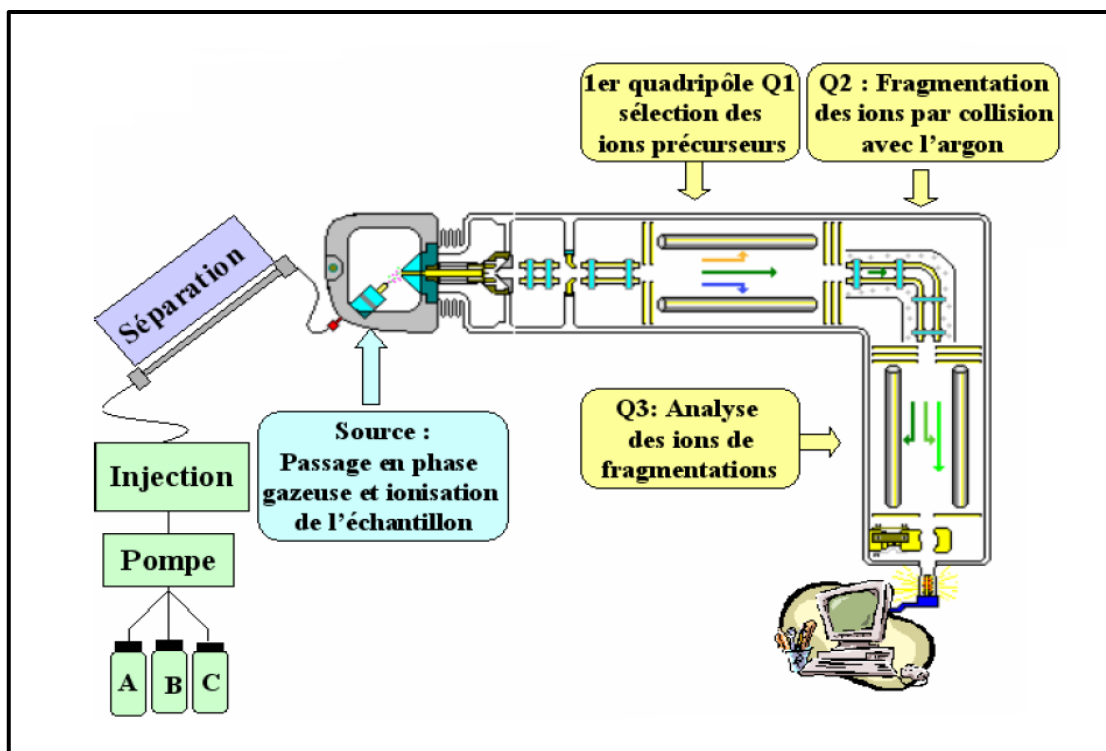 1er quadripôle Q1
sélection des
ions précurseurs
Q2 : Fragmentation
des ions par collision
avec l'argon
Séparation
Source :
Passage en phase
gazeuse et ionisation
de l'échantillon
Q3: Analyse
des ions de
fragmentations
Injection
Pompe
A
B
C